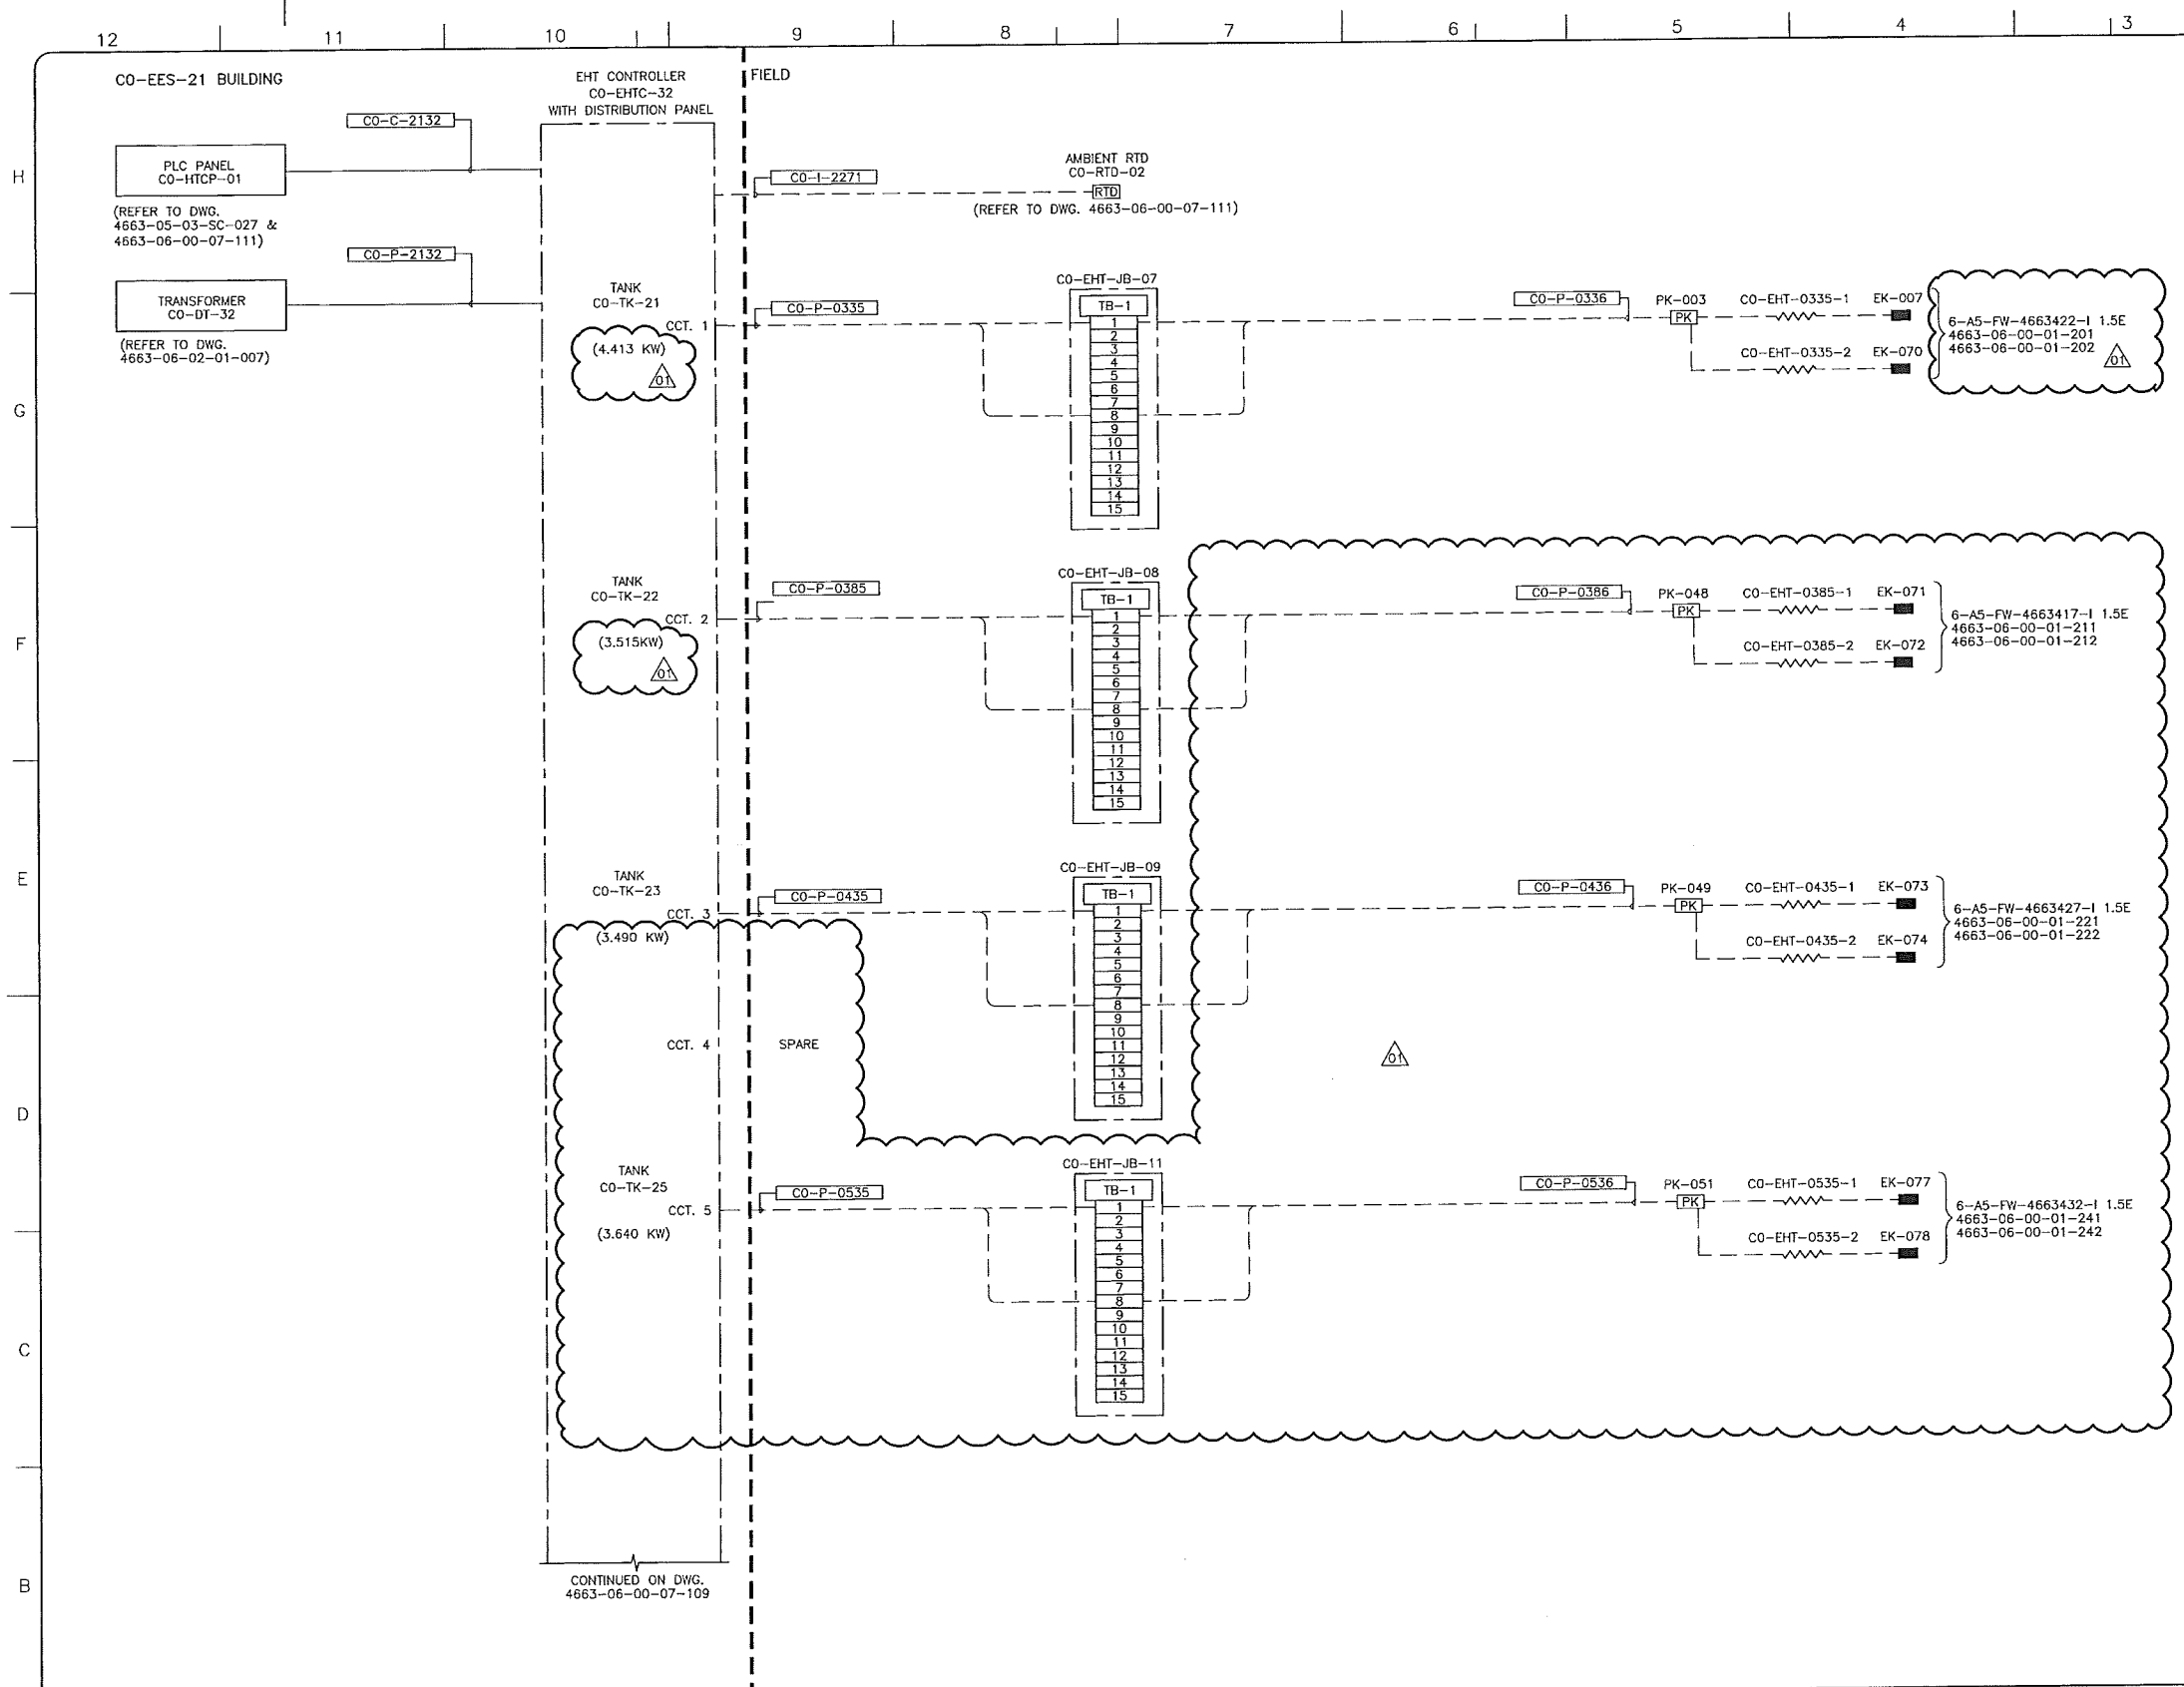 12 11 10 9 8 7 6 5 4 3
H
G
F
E
D
C
B
CO-EES-21 BUILDING
EHT CONTROLLER
CO-EHTC-32
WITH DISTRIBUTION PANEL
FIELD
CO-C-2132
PLC PANEL
CO-HTCP-01
(REFER TO DWG.
4663-05-03-SC-027 &
4663-06-00-07-111)
CO-P-2132
TRANSFORMER
CO-DT-32
(REFER TO DWG.
4663-06-02-01-007)
CO-I-2271
AMBIENT RTD
CO-RTD-02
RTD
(REFER TO DWG. 4663-06-00-07-111)
TANK
CO-TK-21
CCT. 1
(4.413 KW)
01
CO-P-0335
CO-EHT-JB-07
TB-1
1
2
3
4
5
6
7
8
9
10
11
12
13
14
15
CO-P-0336
PK-003
PK
CO-EHT-0335-1
EK-007
CO-EHT-0335-2
EK-070
6-A5-FW-4663422-I 1.5E
4663-06-00-01-201
4663-06-00-01-202
01
TANK
CO-TK-22
CCT. 2
(3.515KW)
01
CO-P-0385
CO-EHT-JB-08
TB-1
1
2
3
4
5
6
7
8
9
10
11
12
13
14
15
CO-P-0386
PK-048
PK
CO-EHT-0385-1
EK-071
CO-EHT-0385-2
EK-072
6-A5-FW-4663417-I 1.5E
4663-06-00-01-211
4663-06-00-01-212
TANK
CO-TK-23
CCT. 3
(3.490 KW)
CO-P-0435
CO-EHT-JB-09
TB-1
1
2
3
4
5
6
7
8
9
10
11
12
13
14
15
CO-P-0436
PK-049
PK
CO-EHT-0435-1
EK-073
CO-EHT-0435-2
EK-074
6-A5-FW-4663427-I 1.5E
4663-06-00-01-221
4663-06-00-01-222
CCT. 4
SPARE
01
TANK
CO-TK-25
CCT. 5
(3.640 KW)
CO-P-0535
CO-EHT-JB-11
TB-1
1
2
3
4
5
6
7
8
9
10
11
12
13
14
15
CO-P-0536
PK-051
PK
CO-EHT-0535-1
EK-077
CO-EHT-0535-2
EK-078
6-A5-FW-4663432-I 1.5E
4663-06-00-01-241
4663-06-00-01-242
CONTINUED ON DWG.
4663-06-00-07-109